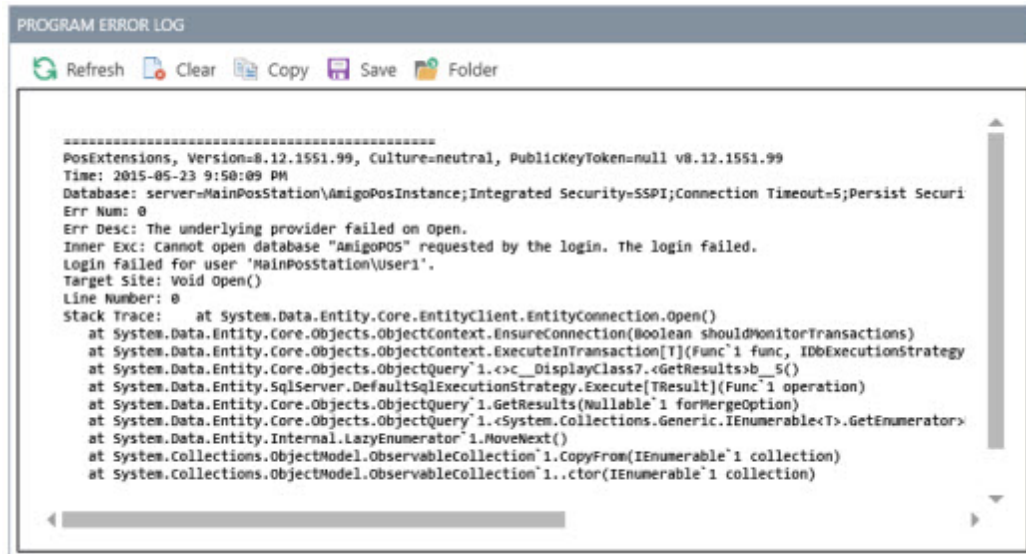 PROGRAM ERROR LOG
Refresh Clear Copy Save Folder
=============================================
PosExtensions, Version=8.12.1551.99, Culture=neutral, PublicKeyToken=null v8.12.1551.99
Time: 2015-05-23 9:50:09 PM
Database: server=MainPosStation\AmigoPosInstance;Integrated Security=SSPI;Connection Timeout=5;Persist Securi
Err Num: 0
Err Desc: The underlying provider failed on Open.
Inner Exc: Cannot open database "AmigoPOS" requested by the login. The login failed.
Login failed for user 'MainPosStation\User1'.
Target Site: Void Open()
Line Number: 0
Stack Trace:    at System.Data.Entity.Core.EntityClient.EntityConnection.Open()
   at System.Data.Entity.Core.Objects.ObjectContext.EnsureConnection(Boolean shouldMonitorTransactions)
   at System.Data.Entity.Core.Objects.ObjectContext.ExecuteInTransaction[T](Func`1 func, IDbExecutionStrategy
   at System.Data.Entity.Core.Objects.ObjectQuery`1.<>c__DisplayClass7.<GetResults>b__5()
   at System.Data.Entity.SqlServer.DefaultSqlExecutionStrategy.Execute[TResult](Func`1 operation)
   at System.Data.Entity.Core.Objects.ObjectQuery`1.GetResults(Nullable`1 forMergeOption)
   at System.Data.Entity.Core.Objects.ObjectQuery`1.<System.Collections.Generic.IEnumerable<T>.GetEnumerator>
   at System.Data.Entity.Internal.LazyEnumerator`1.MoveNext()
   at System.Collections.ObjectModel.ObservableCollection`1.CopyFrom(IEnumerable`1 collection)
   at System.Collections.ObjectModel.ObservableCollection`1..ctor(IEnumerable`1 collection)